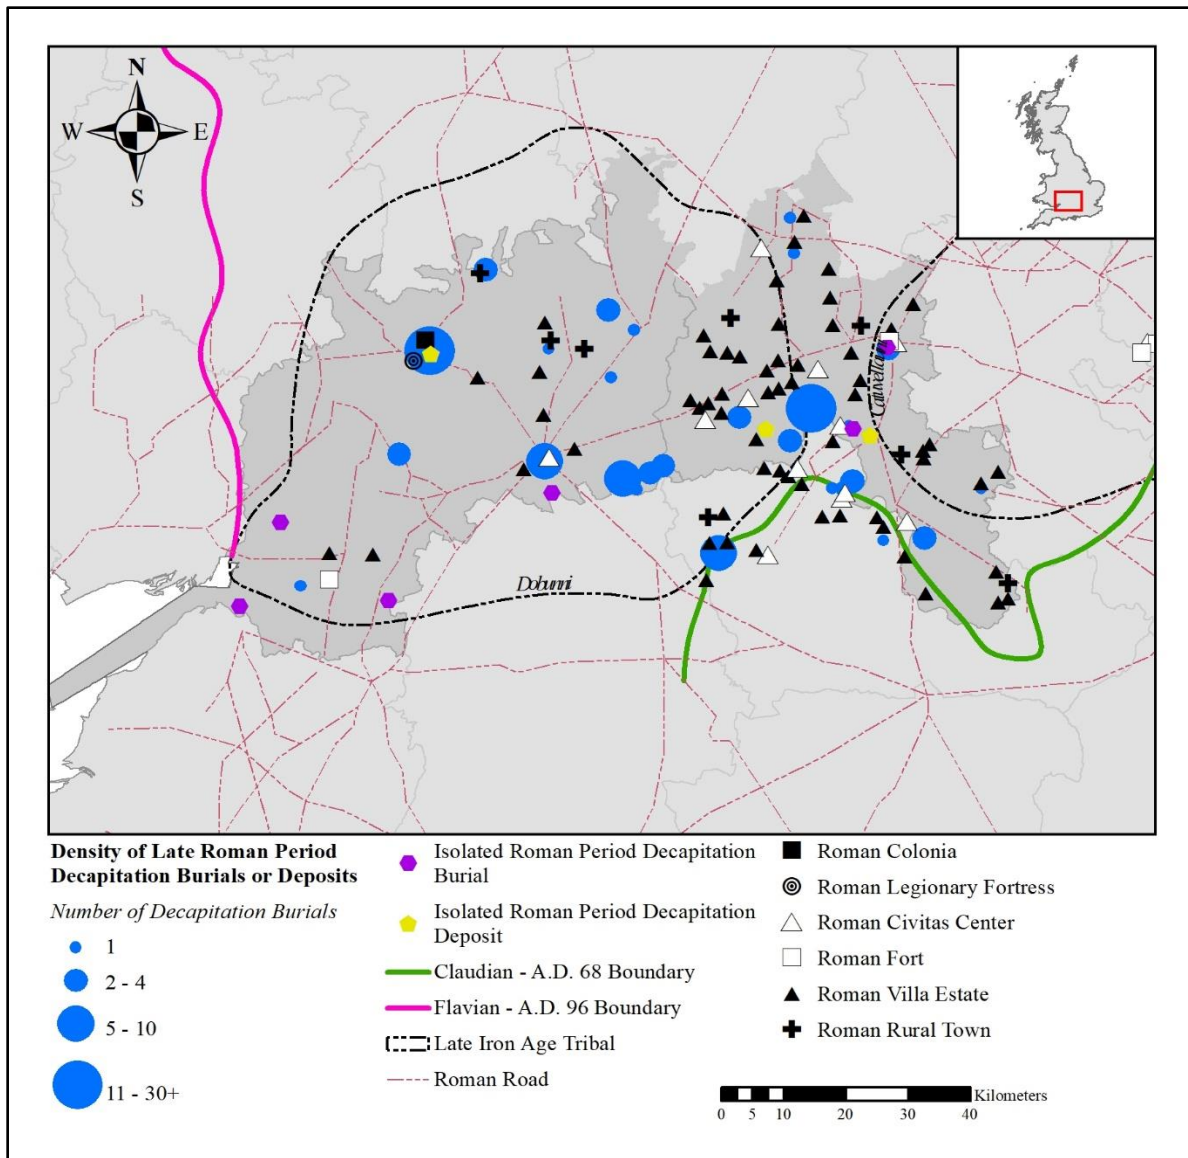 N
W E
S
Catuvellauni
Dobunni
Density of Late Roman Period
Decapitation Burials or Deposits
Number of Decapitation Burials
1
2 - 4
5 - 10
11 - 30+
Isolated Roman Period Decapitation
Burial
Isolated Roman Period Decapitation
Deposit
Claudian - A.D. 68 Boundary
Flavian - A.D. 96 Boundary
Late Iron Age Tribal
Roman Road
Roman Colonia
Roman Legionary Fortress
Roman Civitas Center
Roman Fort
Roman Villa Estate
Roman Rural Town
Kilometers
0 5 10 20 30 40